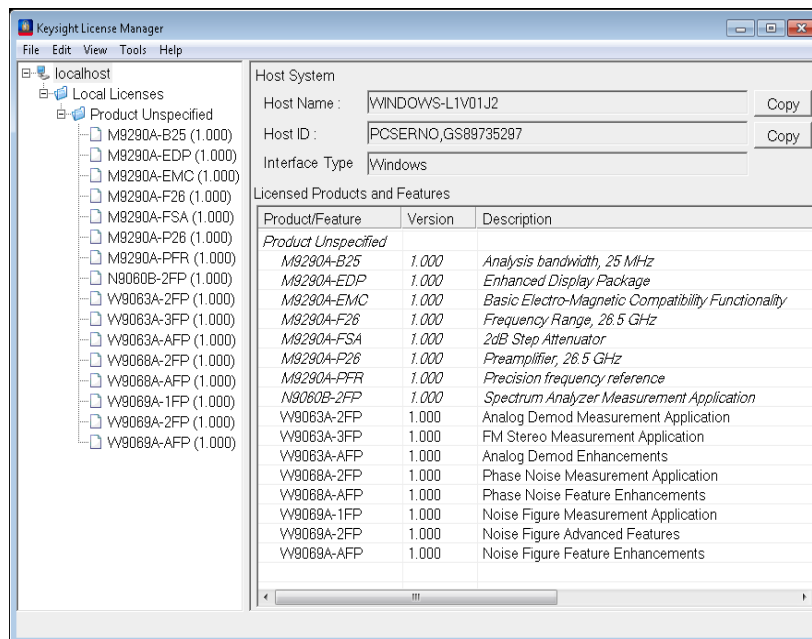 Keysight License Manager
File Edit View Tools Help
localhost
Local Licenses
Product Unspecified
M9290A-B25 (1.000)
M9290A-EDP (1.000)
M9290A-EMC (1.000)
M9290A-F26 (1.000)
M9290A-FSA (1.000)
M9290A-P26 (1.000)
M9290A-PFR (1.000)
N9060B-2FP (1.000)
W9063A-2FP (1.000)
W9063A-3FP (1.000)
W9063A-AFP (1.000)
W9068A-2FP (1.000)
W9068A-AFP (1.000)
W9069A-1FP (1.000)
W9069A-2FP (1.000)
W9069A-AFP (1.000)
Host System
Host Name : WINDOWS-L1V01J2 Copy
Host ID : PCSERNO,GS89735297 Copy
Interface Type Windows
Licensed Products and Features
Product/Feature Version Description
Product Unspecified
M9290A-B25 1.000 Analysis bandwidth, 25 MHz
M9290A-EDP 1.000 Enhanced Display Package
M9290A-EMC 1.000 Basic Electro-Magnetic Compatibility Functionality
M9290A-F26 1.000 Frequency Range, 26.5 GHz
M9290A-FSA 1.000 2dB Step Attenuator
M9290A-P26 1.000 Preamplifier, 26.5 GHz
M9290A-PFR 1.000 Precision frequency reference
N9060B-2FP 1.000 Spectrum Analyzer Measurement Application
W9063A-2FP 1.000 Analog Demod Measurement Application
W9063A-3FP 1.000 FM Stereo Measurement Application
W9063A-AFP 1.000 Analog Demod Enhancements
W9068A-2FP 1.000 Phase Noise Measurement Application
W9068A-AFP 1.000 Phase Noise Feature Enhancements
W9069A-1FP 1.000 Noise Figure Measurement Application
W9069A-2FP 1.000 Noise Figure Advanced Features
W9069A-AFP 1.000 Noise Figure Feature Enhancements